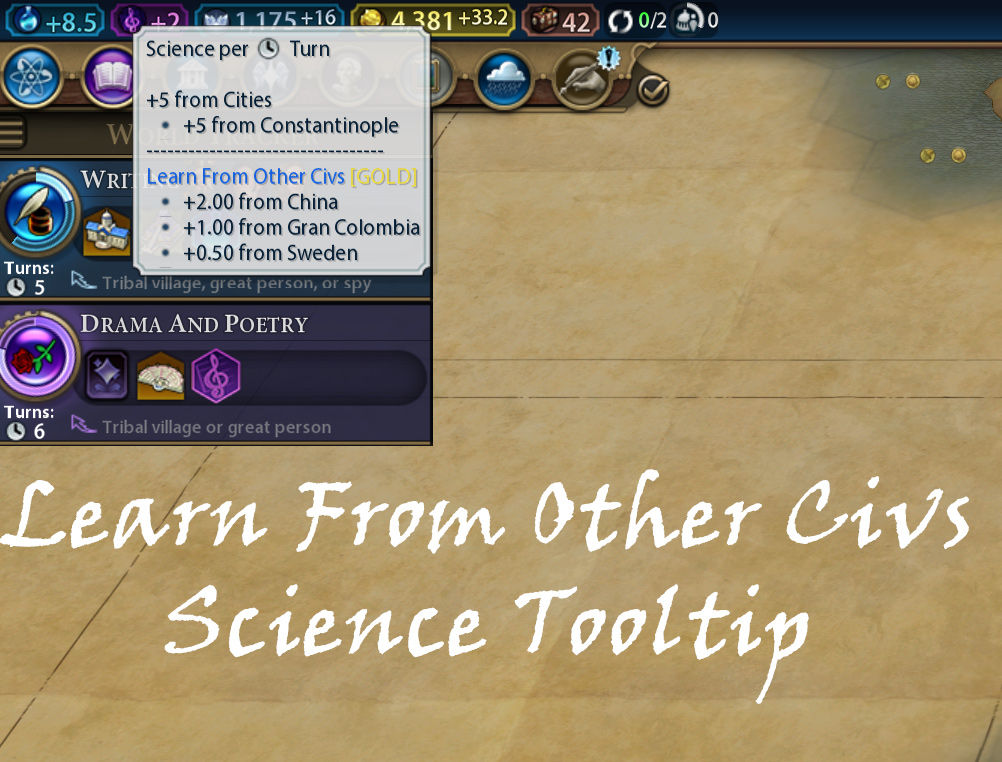 +8.5 +2 1,175+16 4,381+33.2 42 0/2 0
Science per Turn
+5 from Cities
+5 from Constantinople
--------------------------------
Learn From Other Civs [GOLD]
+2.00 from China
+1.00 from Gran Colombia
+0.50 from Sweden
Turns:
5
Tribal village, great person, or spy
DRAMA AND POETRY
Turns:
6
Tribal village or great person
Learn From Other Civs
Science Tooltip